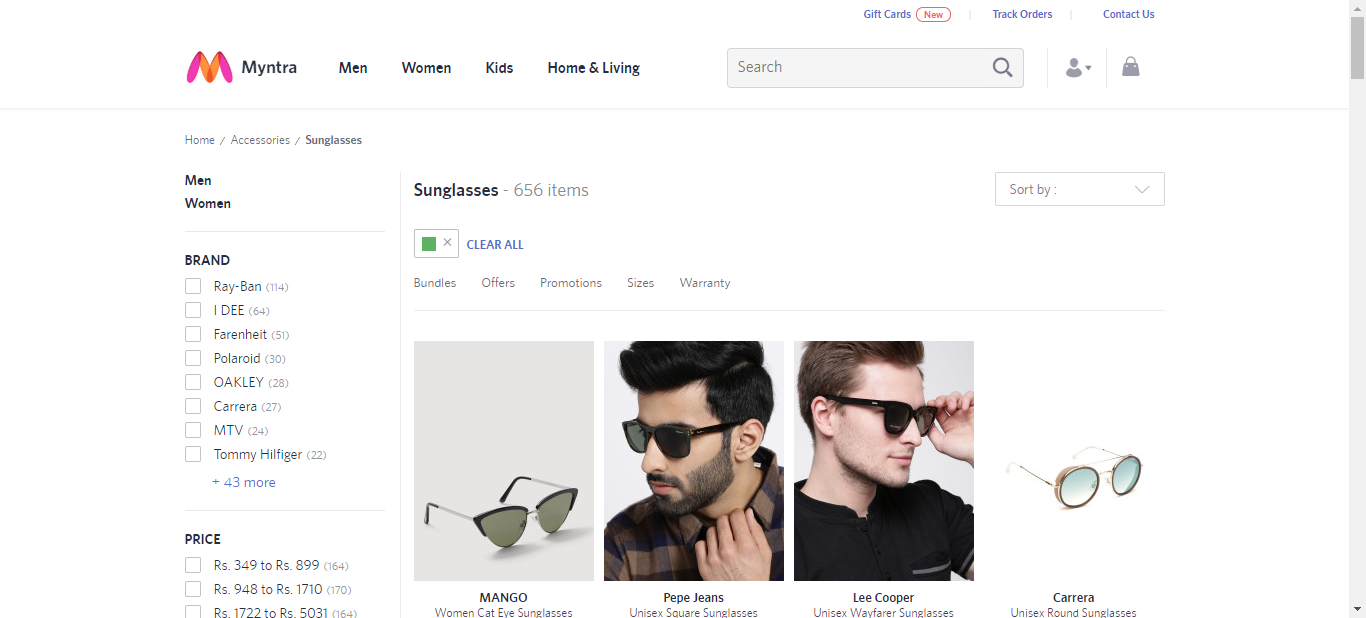 Gift Cards New Track Orders Contact Us
Myntra Men Women Kids Home & Living Search
Home / Accessories / Sunglasses
Men
Women
Sunglasses - 656 items
Sort by :
CLEAR ALL
Bundles Offers Promotions Sizes Warranty
BRAND
Ray-Ban (114)
I DEE (64)
Farenheit (51)
Polaroid (30)
OAKLEY (28)
Carrera (27)
MTV (24)
Tommy Hilfiger (22)
+ 43 more
PRICE
Rs. 349 to Rs. 899 (164)
Rs. 948 to Rs. 1710 (170)
Rs. 1722 to Rs. 5031 (164)
MANGO
Women Cat Eye Sunglasses
Pepe Jeans
Unisex Square Sunglasses
Lee Cooper
Unisex Wayfarer Sunglasses
Carrera
Unisex Round Sunglasses